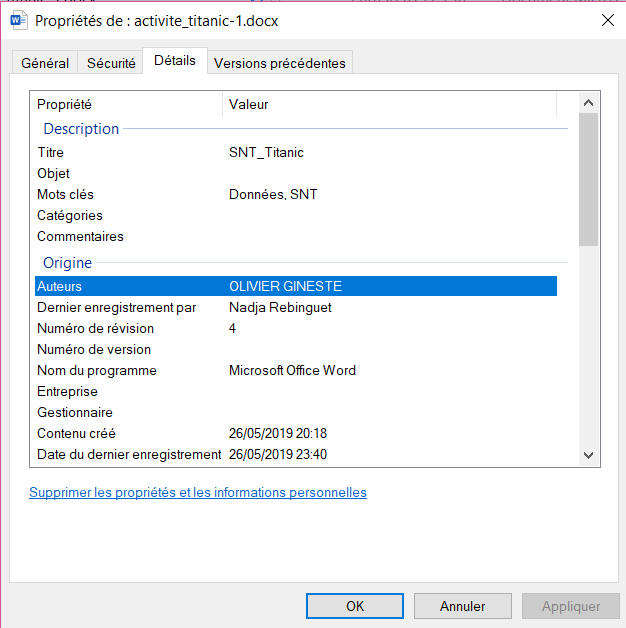 Propriétés de : activite_titanic-1.docx
Général Sécurité Détails Versions précédentes
Propriété Valeur
Description
Titre SNT_Titanic
Objet
Mots clés Données, SNT
Catégories
Commentaires
Origine
Auteurs OLIVIER GINESTE
Dernier enregistrement par Nadja Rebinguet
Numéro de révision 4
Numéro de version
Nom du programme Microsoft Office Word
Entreprise
Gestionnaire
Contenu créé 26/05/2019 20:18
Date du dernier enregistrement 26/05/2019 23:40
Supprimer les propriétés et les informations personnelles
OK Annuler Appliquer